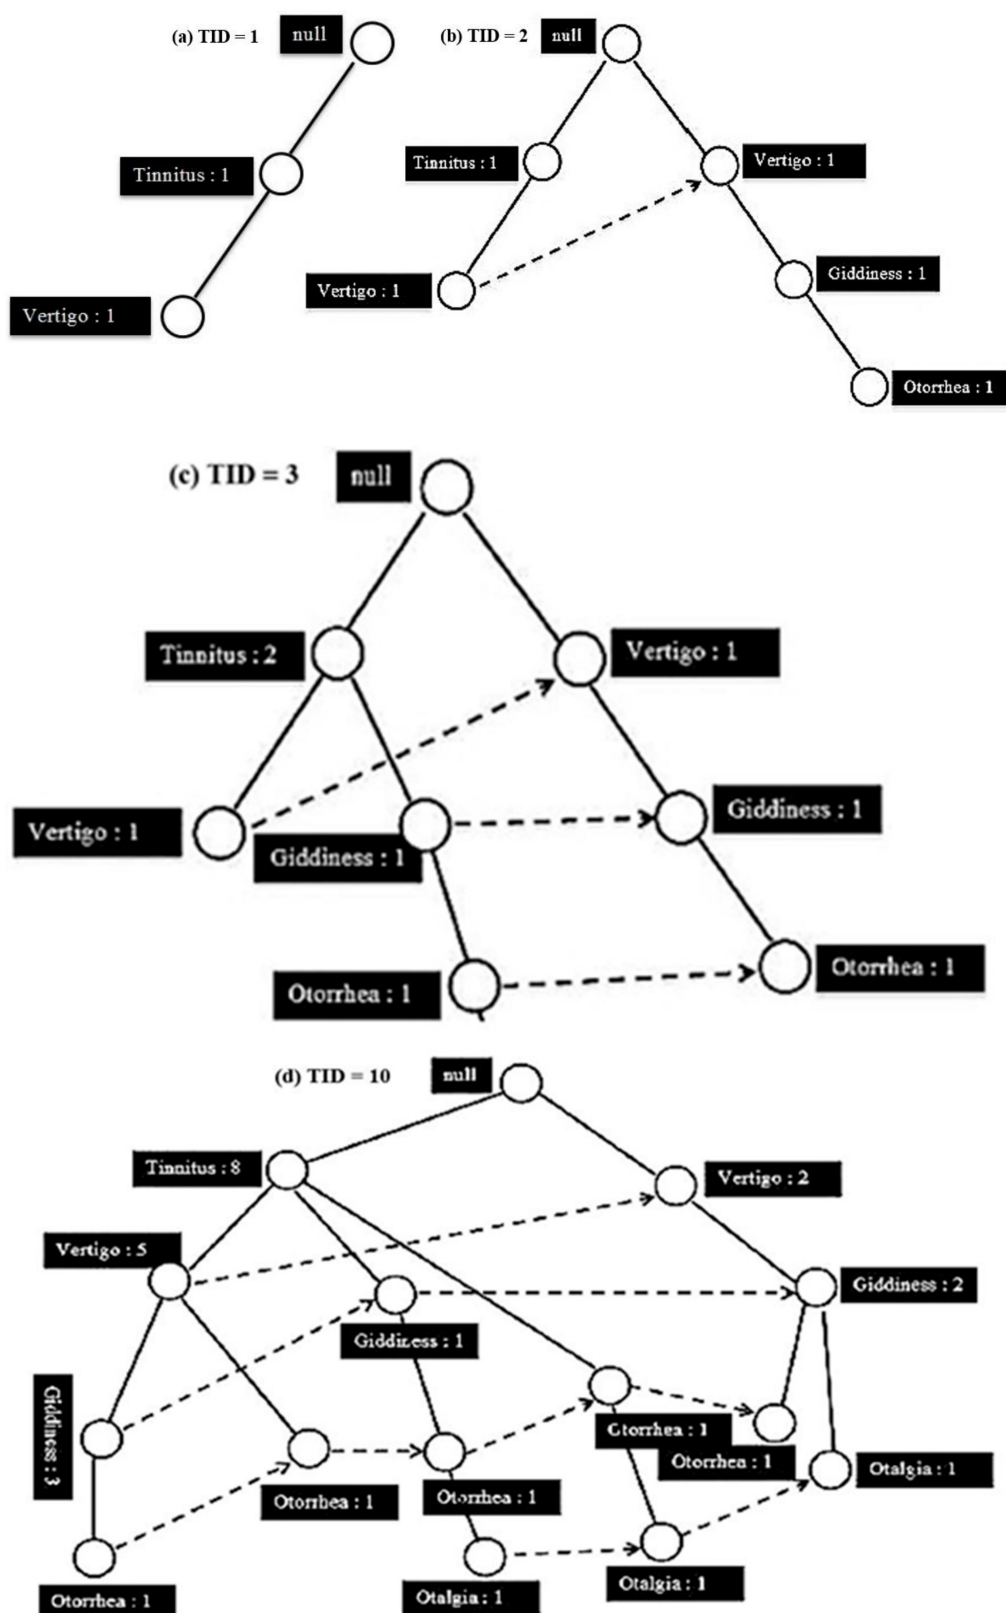 (a) TID = 1
null
Tinnitus : 1
Vertigo : 1
(b) TID = 2
null
Tinnitus : 1
Vertigo : 1
Vertigo : 1
Giddiness : 1
Otorrhea : 1
(c) TID = 3
null
Tinnitus : 2
Vertigo : 1
Vertigo : 1
Giddiness : 1
Giddiness : 1
Otorrhea : 1
Otorrhea : 1
(d) TID = 10
null
Tinnitus : 8
Vertigo : 2
Vertigo : 5
Giddiness : 2
Giddiness : 1
Giddiness : 3
Otorrhea : 1
Otorrhea : 1
Otalgia : 1
Otorrhea : 1
Otorrhea : 1
Otorrhea : 1
Otalgia : 1
Otalgia : 1